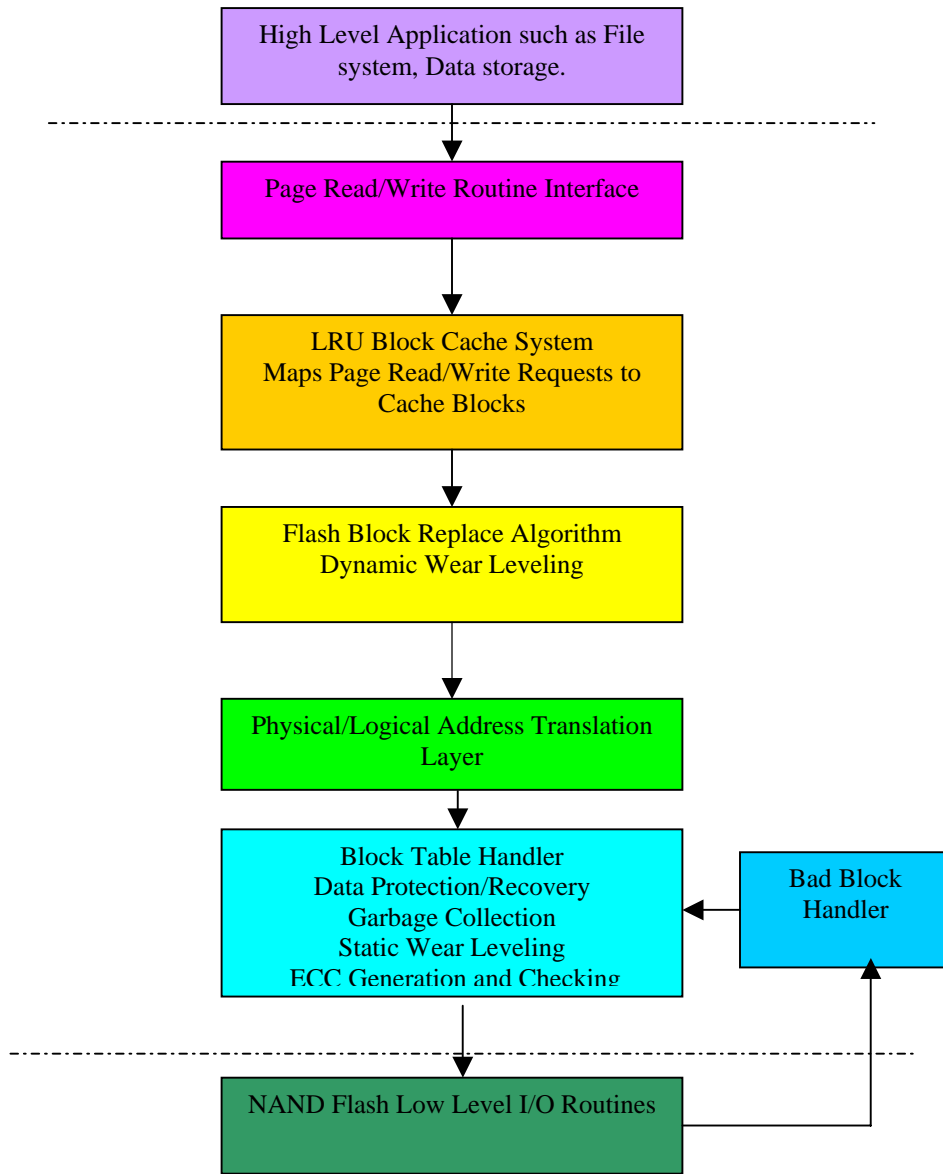 High Level Application such as File
system, Data storage.
Page Read/Write Routine Interface
LRU Block Cache System
Maps Page Read/Write Requests to
Cache Blocks
Flash Block Replace Algorithm
Dynamic Wear Leveling
Physical/Logical Address Translation
Layer
Block Table Handler
Data Protection/Recovery
Garbage Collection
Static Wear Leveling
ECC Generation and Checking
Bad Block
Handler
NAND Flash Low Level I/O Routines